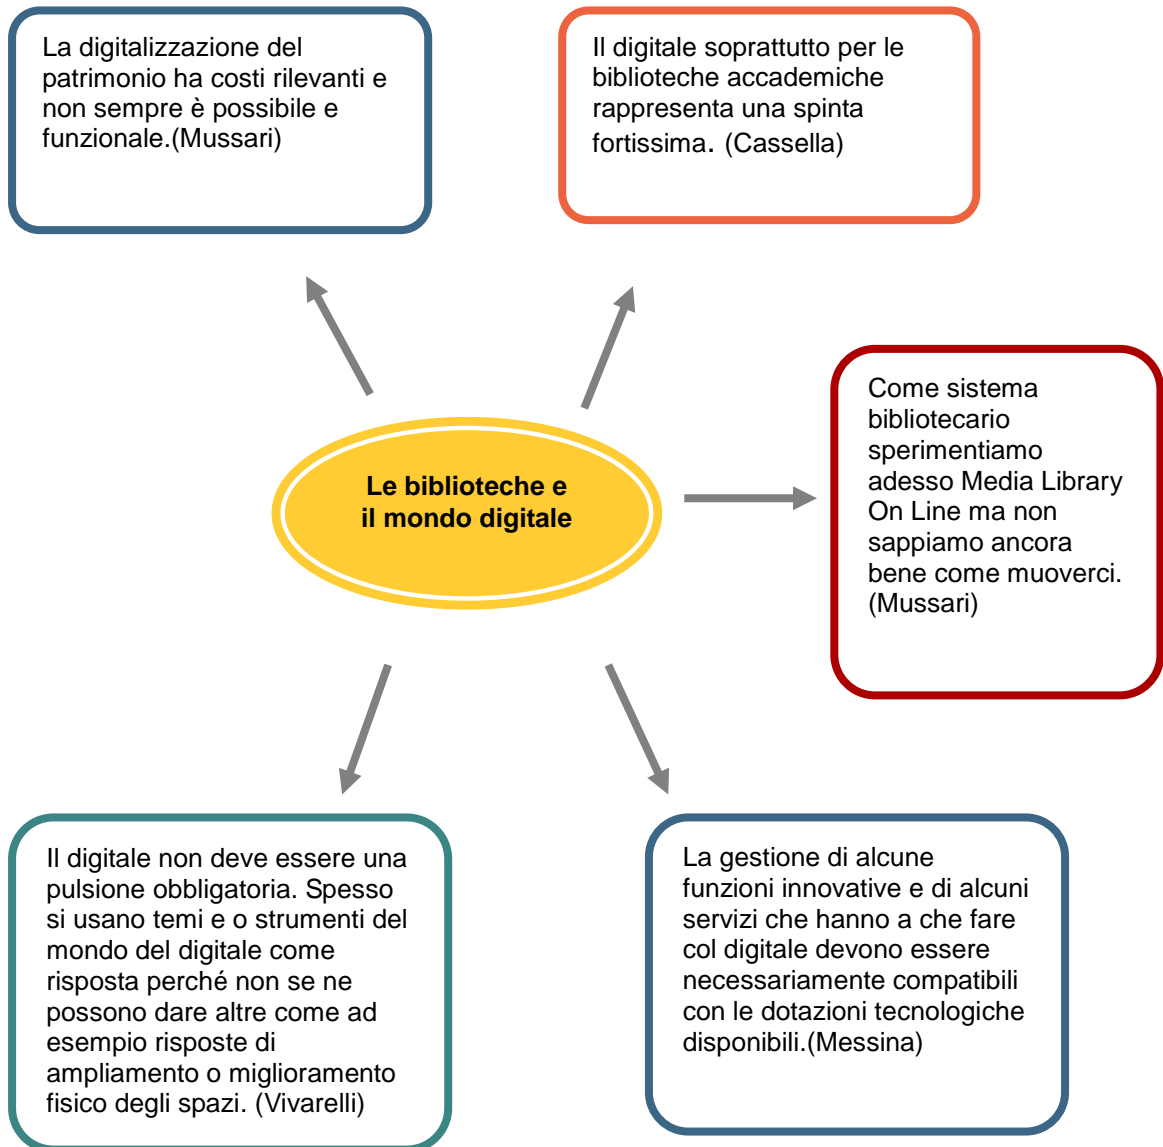 La digitalizzazione del
patrimonio ha costi rilevanti e
non sempre è possibile e
funzionale.(Mussari)
Il digitale soprattutto per le
biblioteche accademiche
rappresenta una spinta
fortissima. (Cassella)
Come sistema
bibliotecario
sperimentiamo
adesso Media Library
On Line ma non
sappiamo ancora
bene come muoverci.
(Mussari)
Le biblioteche e
il mondo digitale
Il digitale non deve essere una
pulsione obbligatoria. Spesso
si usano temi e o strumenti del
mondo del digitale come
risposta perché non se ne
possono dare altre come ad
esempio risposte di
ampliamento o miglioramento
fisico degli spazi. (Vivarelli)
La gestione di alcune
funzioni innovative e di alcuni
servizi che hanno a che fare
col digitale devono essere
necessariamente compatibili
con le dotazioni tecnologiche
disponibili.(Messina)